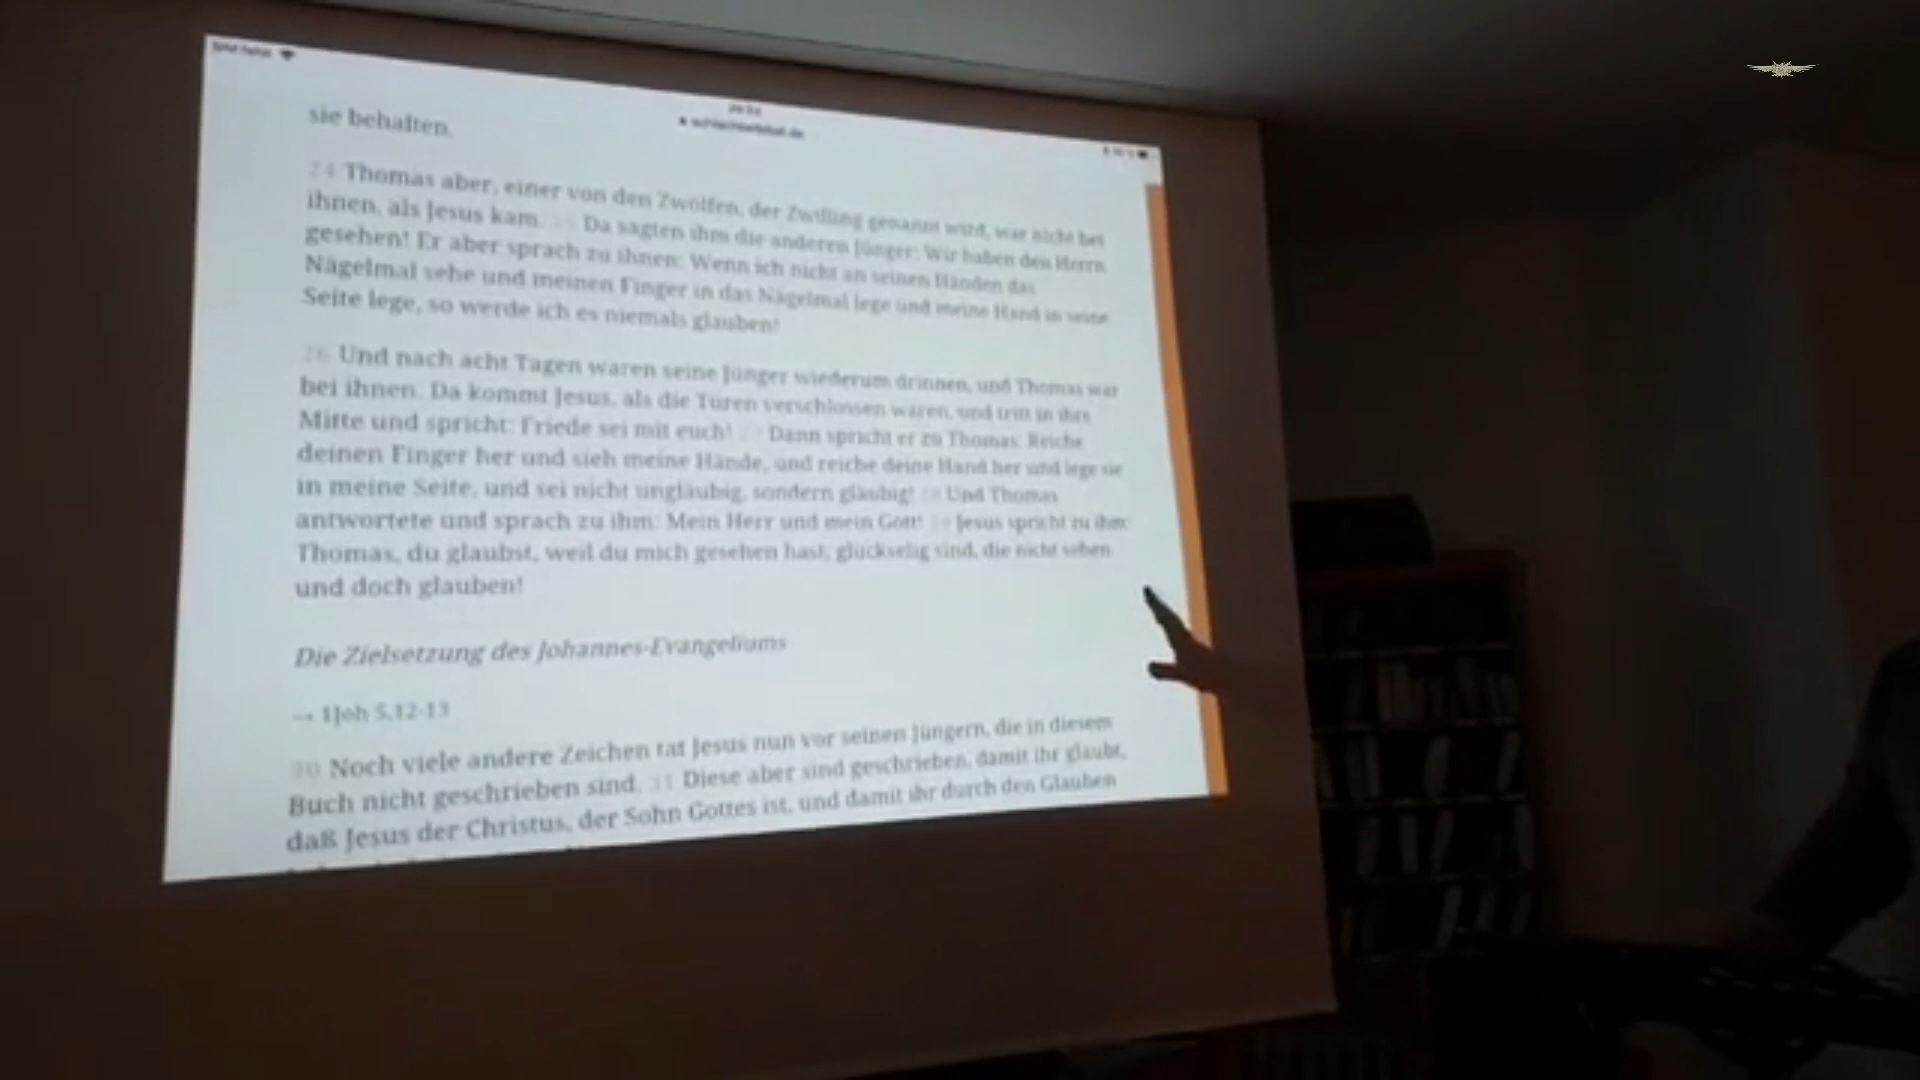 sie behalten.
24 Thomas aber, einer von den Zwölfen, der Zwilling genannt wird, war nicht bei
ihnen, als Jesus kam. 25 Da sagten ihm die anderen Jünger: Wir haben den Herrn
gesehen! Er aber sprach zu ihnen: Wenn ich nicht an seinen Händen das
Nägelmal sehe und meinen Finger in das Nägelmal lege und meine Hand in seine
Seite lege, so werde ich es niemals glauben!
26 Und nach acht Tagen waren seine Jünger wiederum drinnen, und Thomas war
bei ihnen. Da kommt Jesus, als die Türen verschlossen waren, und tritt in ihre
Mitte und spricht: Friede sei mit euch! 27 Dann spricht er zu Thomas: Reiche
deinen Finger her und sieh meine Hände, und reiche deine Hand her und lege sie
in meine Seite, und sei nicht ungläubig, sondern gläubig! 28 Und Thomas
antwortete und sprach zu ihm: Mein Herr und mein Gott! 29 Jesus spricht zu ihm:
Thomas, du glaubst, weil du mich gesehen hast; glückselig sind, die nicht sehen
und doch glauben!
Die Zielsetzung des Johannes-Evangeliums
→ 1Joh 5,12-13
30 Noch viele andere Zeichen tat Jesus nun vor seinen Jüngern, die in diesem
Buch nicht geschrieben sind. 31 Diese aber sind geschrieben, damit ihr glaubt,
daß Jesus der Christus, der Sohn Gottes ist, und damit ihr durch den Glauben